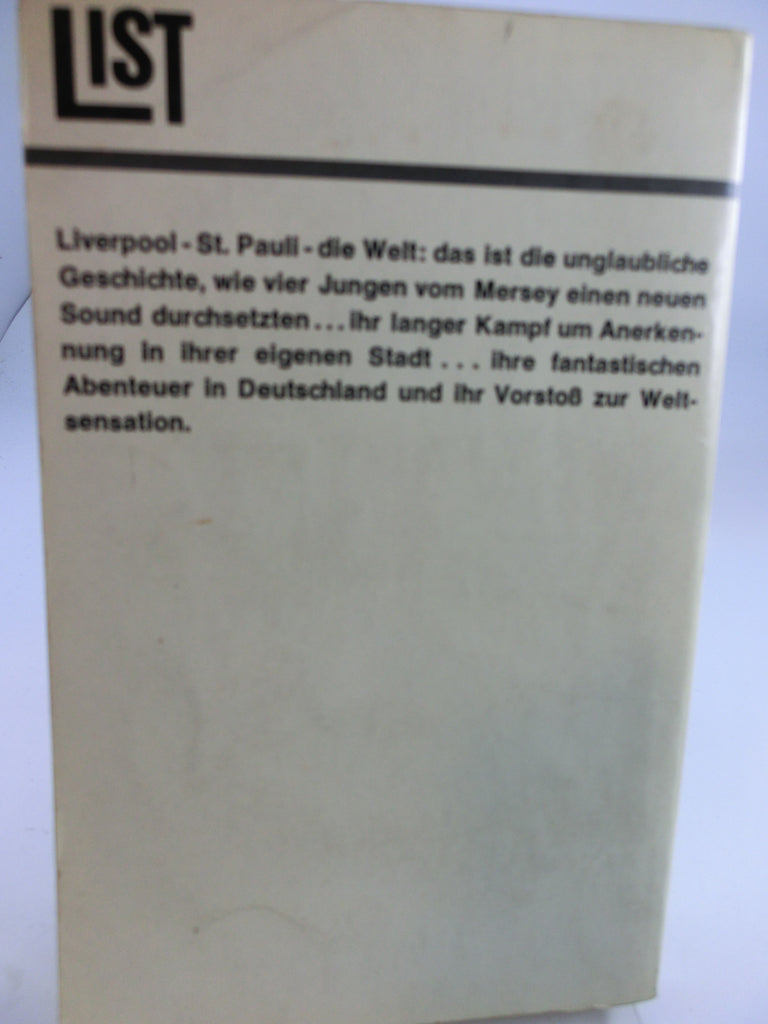 LIST
Liverpool - St. Pauli - die Welt: das ist die unglaubliche
Geschichte, wie vier Jungen vom Mersey einen neuen
Sound durchsetzten ... ihr langer Kampf um Anerken-
nung in ihrer eigenen Stadt ... ihre fantastischen
Abenteuer in Deutschland und ihr Vorstoß zur Welt-
sensation.